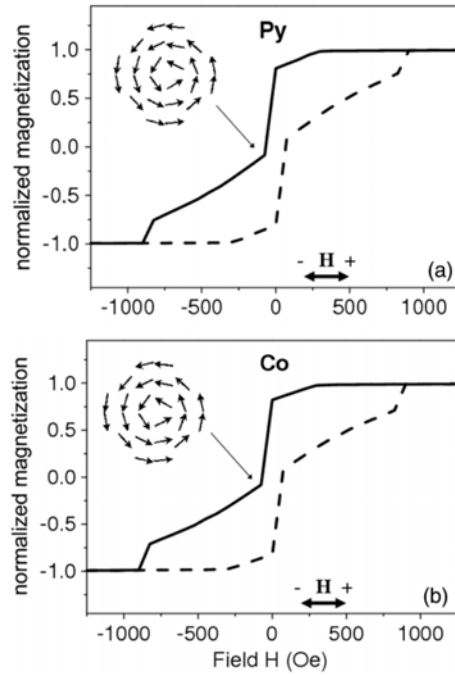 Py
normalized magnetization
1.0
0.5
0.0
-0.5
-1.0
- H +
(a)
-1000 -500 0 500 1000
Co
normalized magnetization
1.0
0.5
0.0
-0.5
-1.0
- H +
(b)
-1000 -500 0 500 1000
Field H (Oe)